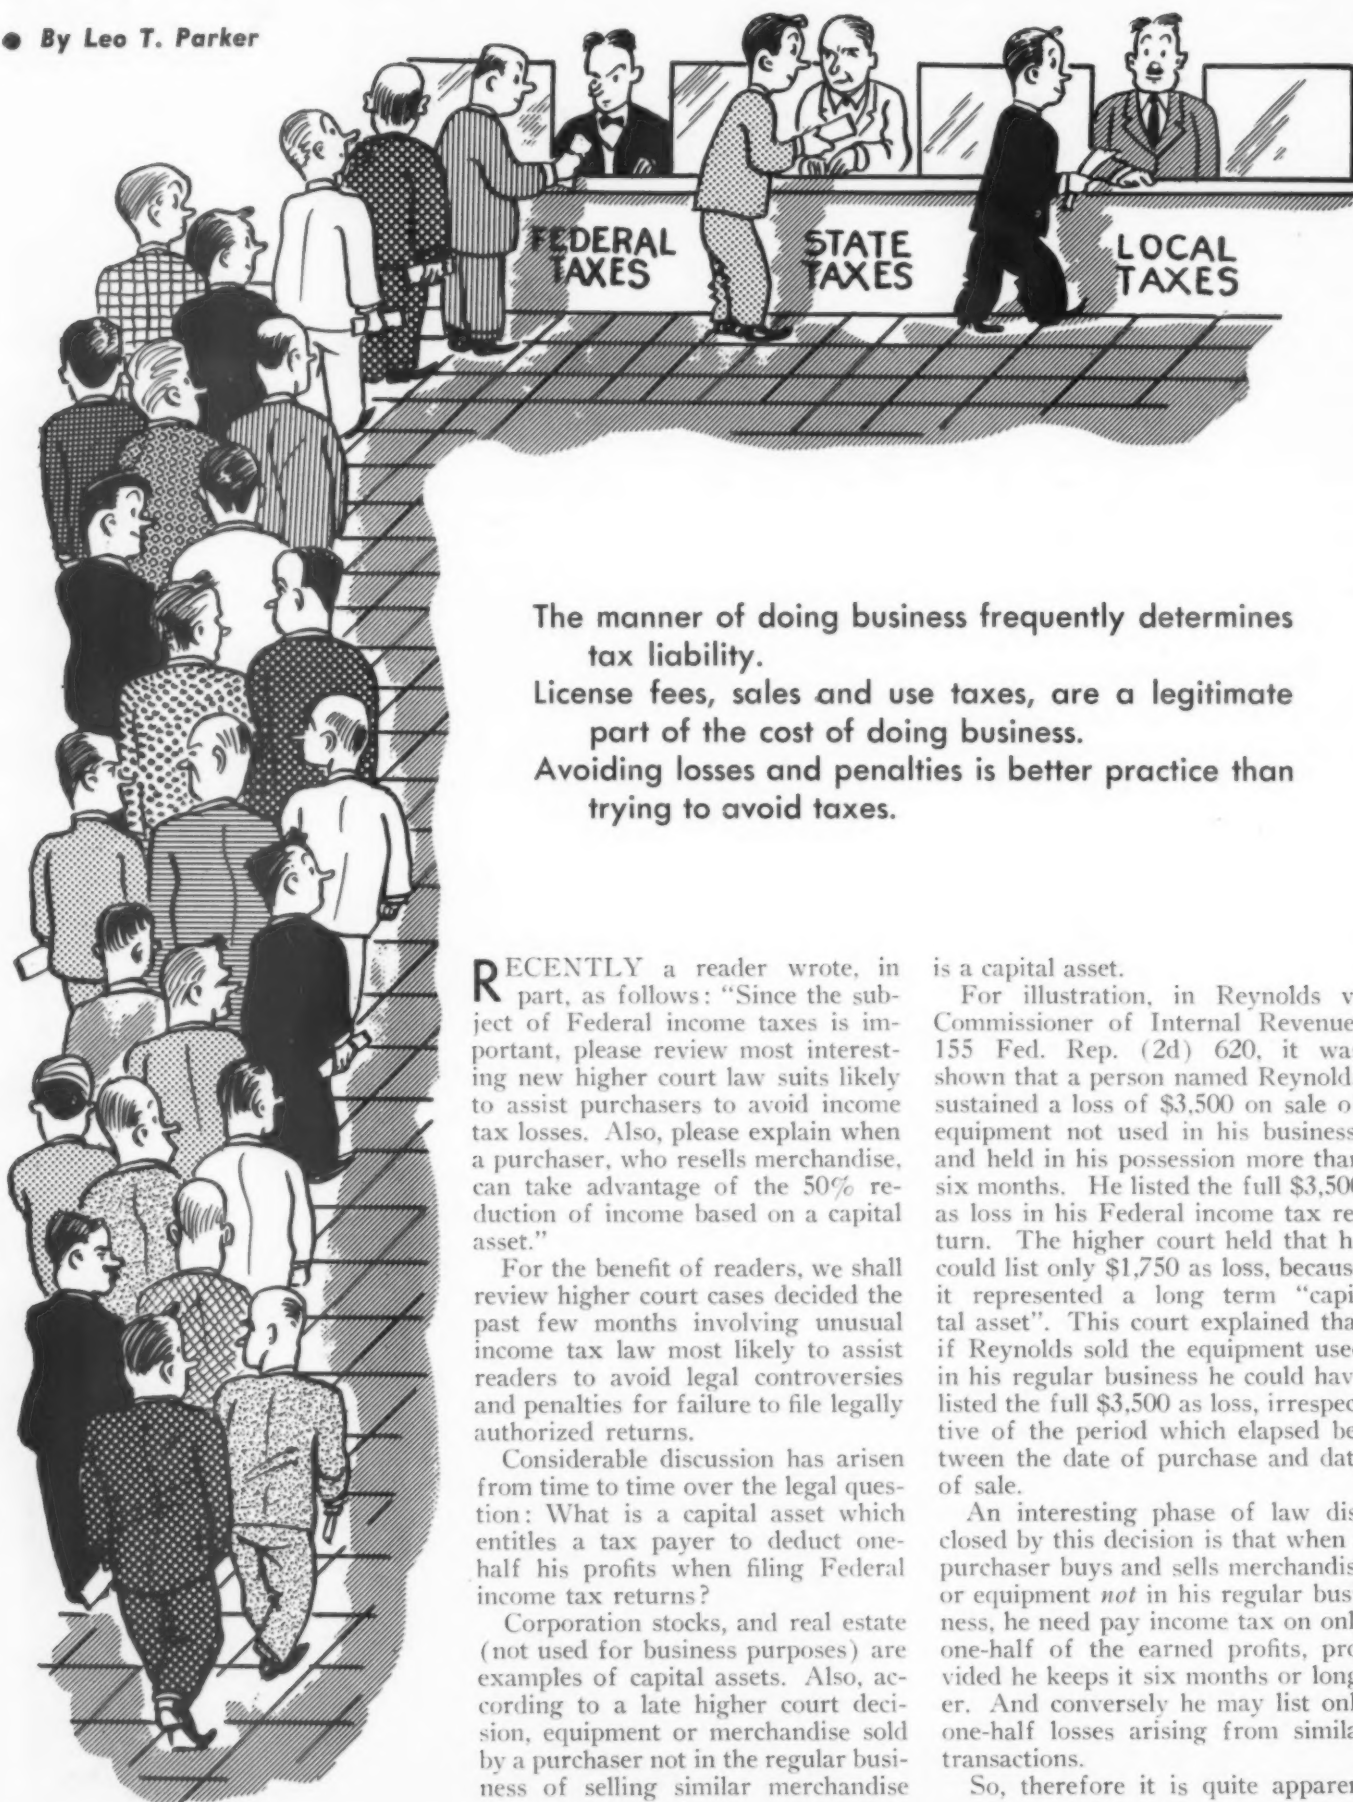 • By Leo T. Parker
FEDERAL
TAXES
STATE
TAXES
LOCAL
TAXES
The manner of doing business frequently determines
tax liability.
License fees, sales and use taxes, are a legitimate
part of the cost of doing business.
Avoiding losses and penalties is better practice than
trying to avoid taxes.
RECENTLY a reader wrote, in
part, as follows: "Since the sub-
ject of Federal income taxes is im-
portant, please review most interest-
ing new higher court law suits likely
to assist purchasers to avoid income
tax losses. Also, please explain when
a purchaser, who resells merchandise,
can take advantage of the 50% re-
duction of income based on a capital
asset."
For the benefit of readers, we shall
review higher court cases decided the
past few months involving unusual
income tax law most likely to assist
readers to avoid legal controversies
and penalties for failure to file legally
authorized returns.
Considerable discussion has arisen
from time to time over the legal ques-
tion: What is a capital asset which
entitles a tax payer to deduct one-
half his profits when filing Federal
income tax returns?
Corporation stocks, and real estate
(not used for business purposes) are
examples of capital assets. Also, ac-
cording to a late higher court deci-
sion, equipment or merchandise sold
by a purchaser not in the regular busi-
ness of selling similar merchandise
is a capital asset.
For illustration, in Reynolds v
Commissioner of Internal Revenue
155 Fed. Rep. (2d) 620, it wa
shown that a person named Reynold
sustained a loss of $3,500 on sale o
equipment not used in his business
and held in his possession more than
six months. He listed the full $3,500
as loss in his Federal income tax re
turn. The higher court held that h
could list only $1,750 as loss, becaus
it represented a long term "capi
tal asset". This court explained tha
if Reynolds sold the equipment use
in his regular business he could hav
listed the full $3,500 as loss, irrespec
tive of the period which elapsed be
tween the date of purchase and dat
of sale.
An interesting phase of law dis
closed by this decision is that when
purchaser buys and sells merchandis
or equipment not in his regular bus
ness, he need pay income tax on onl
one-half of the earned profits, pro
vided he keeps it six months or long
er. And conversely he may list onl
one-half losses arising from simila
transactions.
So, therefore it is quite apparen